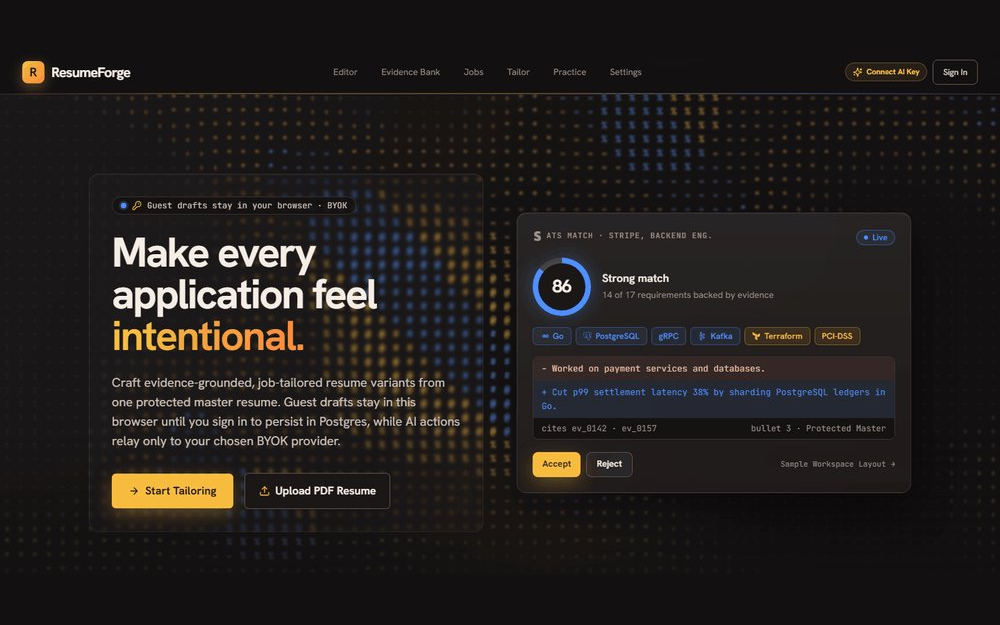 R ResumeForge
Editor Evidence Bank Jobs Tailor Practice Settings
Connect AI Key
Sign In
Guest drafts stay in your browser · BYOK
Make every
application feel
intentional.
Craft evidence-grounded, job-tailored resume variants from
one protected master resume. Guest drafts stay in this
browser until you sign in to persist in Postgres, while AI actions
relay only to your chosen BYOK provider.
→ Start Tailoring
Upload PDF Resume
S ATS MATCH · STRIPE, BACKEND ENG.
Live
86
Strong match
14 of 17 requirements backed by evidence
Go PostgreSQL gRPC Kafka Terraform PCI-DSS
- Worked on payment services and databases.
+ Cut p99 settlement latency 38% by sharding PostgreSQL ledgers in
Go.
cites ev_0142 · ev_0157 bullet 3 · Protected Master
Accept Reject Sample Workspace Layout →